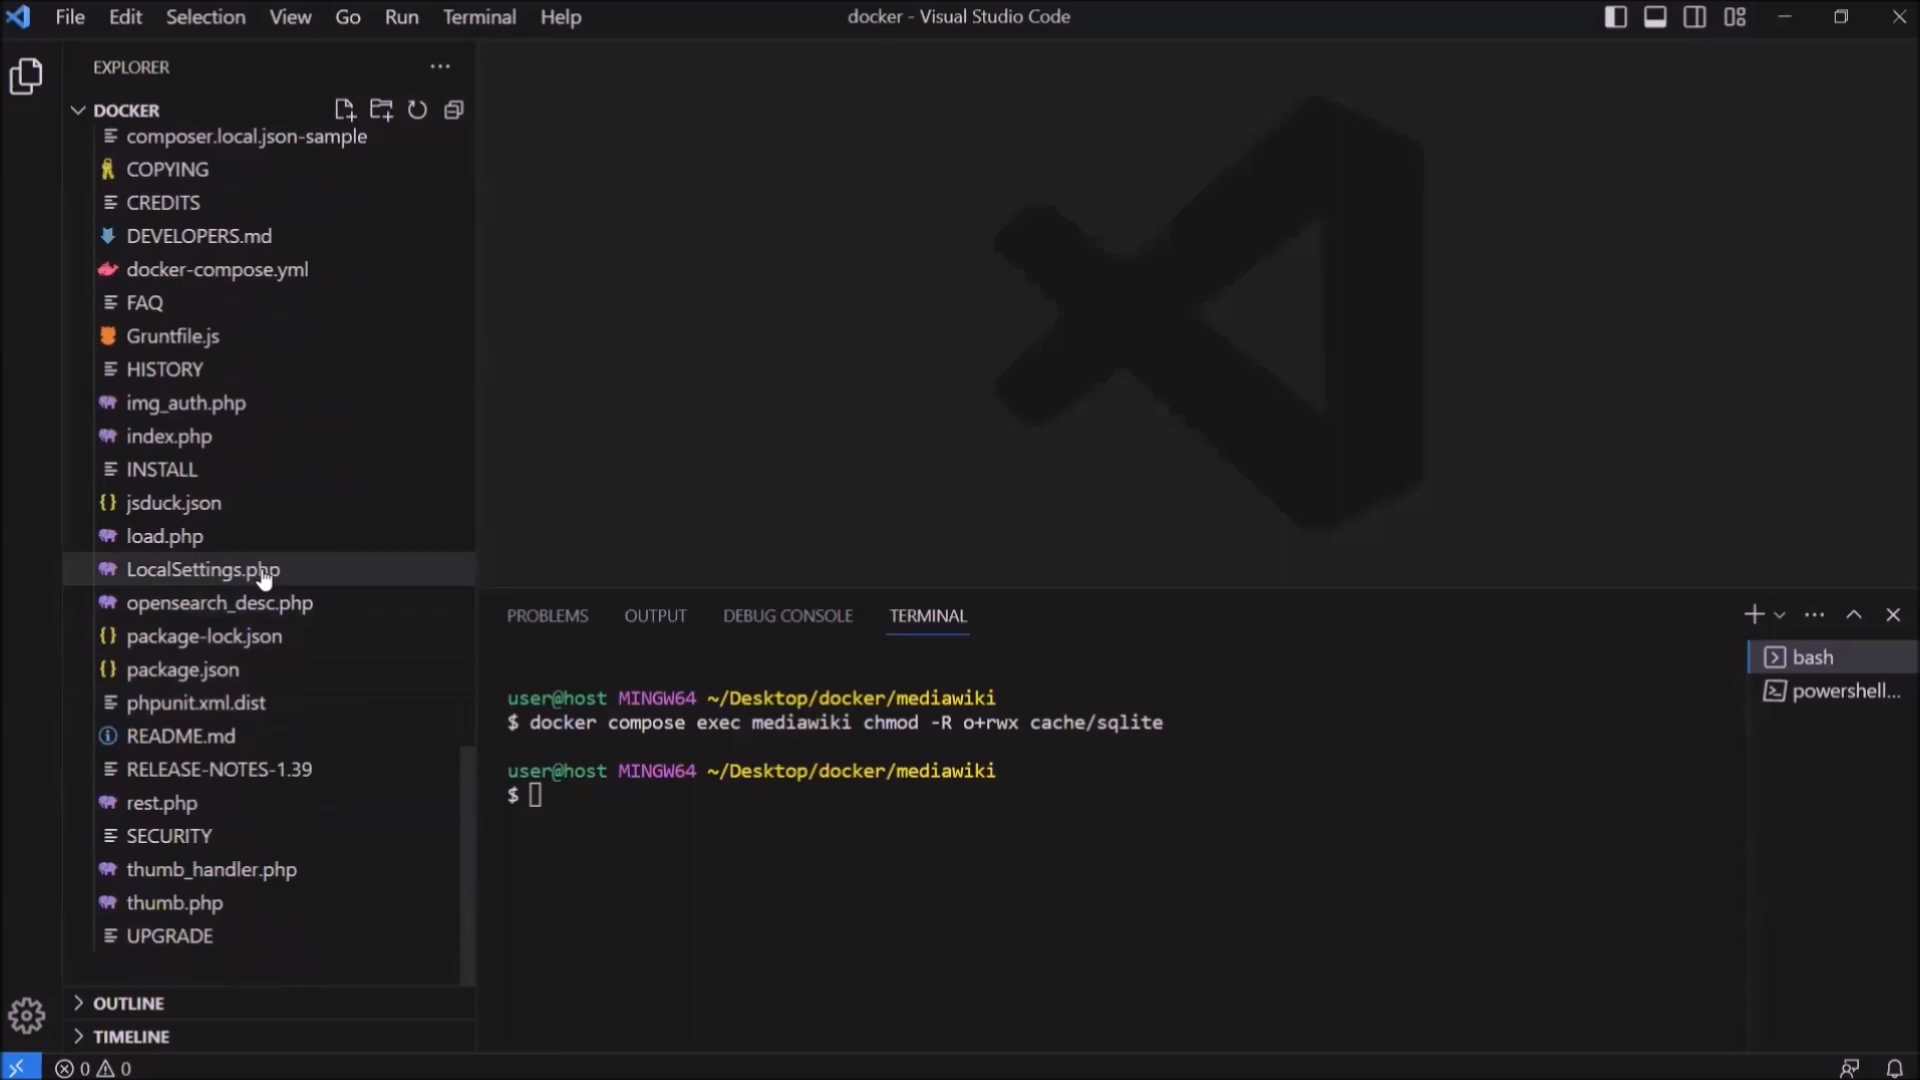 File Edit Selection View Go Run Terminal Help
docker - Visual Studio Code
EXPLORER
DOCKER
composer.local.json-sample
COPYING
CREDITS
DEVELOPERS.md
docker-compose.yml
FAQ
Gruntfile.js
HISTORY
img_auth.php
index.php
INSTALL
jsduck.json
load.php
LocalSettings.php
opensearch_desc.php
package-lock.json
package.json
phpunit.xml.dist
README.md
RELEASE-NOTES-1.39
rest.php
SECURITY
thumb_handler.php
thumb.php
UPGRADE
OUTLINE
TIMELINE
PROBLEMS OUTPUT DEBUG CONSOLE TERMINAL
user@host MINGW64 ~/Desktop/docker/mediawiki
$ docker compose exec mediawiki chmod -R o+rwx cache/sqlite
user@host MINGW64 ~/Desktop/docker/mediawiki
$
bash
powershell...
0 0